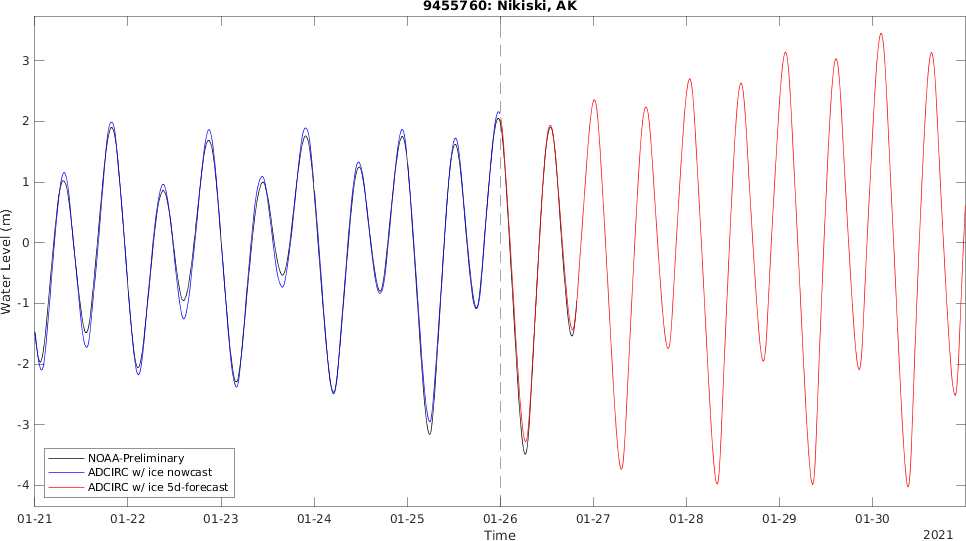 9455760: Nikiski, AK
Water Level (m)
3
2
1
0
-1
-2
-3
-4
NOAA-Preliminary
ADCIRC w/ ice nowcast
ADCIRC w/ ice 5d-forecast
01-21 01-22 01-23 01-24 01-25 01-26 01-27 01-28 01-29 01-30
Time
2021